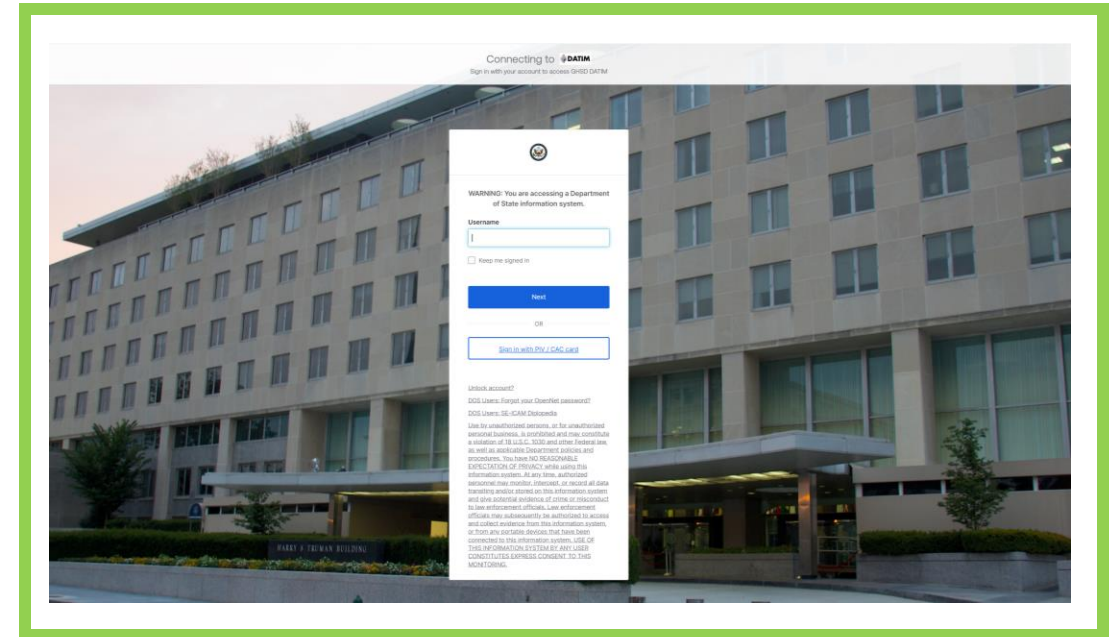 Connecting to DATIM
Sign in with your account to access GHSD DATIM
WARNING: You are accessing a Department
of State information system.
Username
Keep me signed in
Next
OR
Sign in with PIV / CAC card
Unlock account?
DOS Users: Forgot your OpenNet password?
DOS Users: SE-ICAM Diplopedia
Use by unauthorized persons, or for unauthorized
personal business, is prohibited and may constitute
a violation of 18 U.S.C. 1030 and other Federal law,
as well as applicable Department policies and
procedures. You have NO REASONABLE
EXPECTATION OF PRIVACY while using this
information system. At any time, authorized
personnel may monitor, intercept, or record all data
transiting and/or stored on this information system
and give potential evidence of crime or misconduct
to law enforcement officials. Law enforcement
officials may subsequently be authorized to access
and collect evidence from this information system,
or from any portable devices that have been
connected to this information system. USE OF
THIS INFORMATION SYSTEM BY ANY USER
CONSTITUTES EXPRESS CONSENT TO THIS
MONITORING.
HARRY S TRUMAN BUILDING